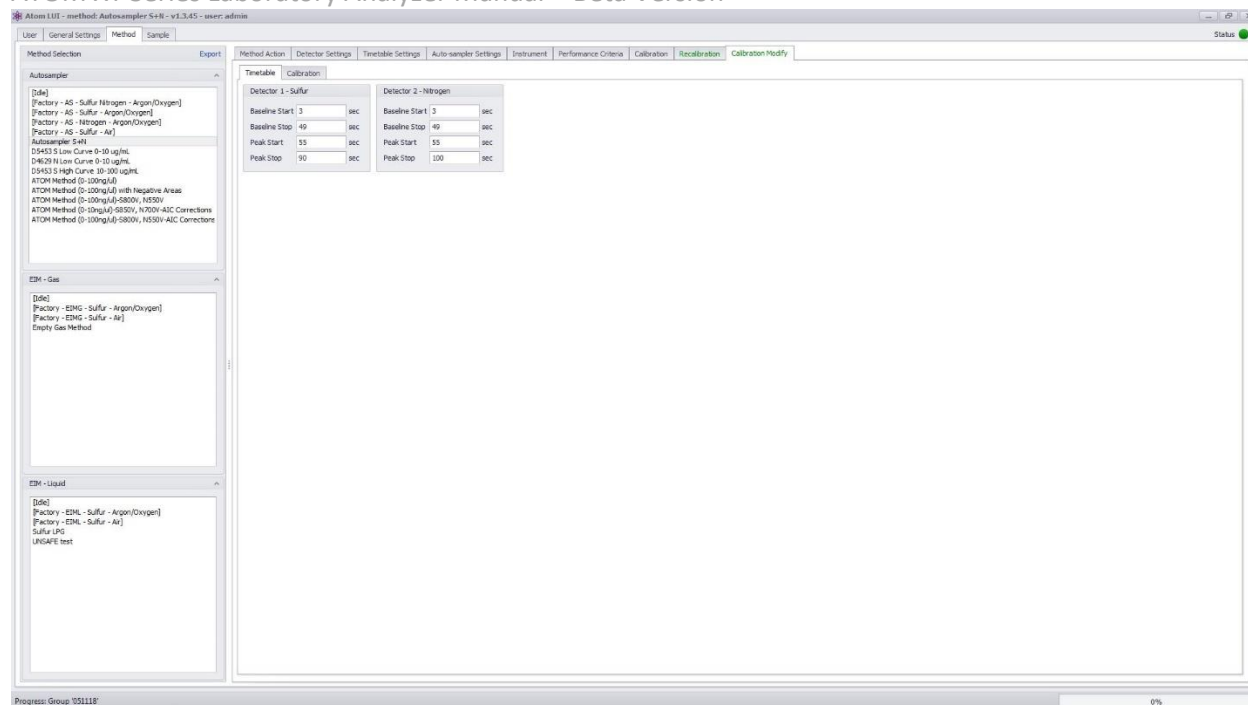 Atom LUI - method: Autosampler S+N - v1.3.45 - user: admin
User General Settings Method Sample
Status
Method Selection Export
Autosampler
[Idle]
[Factory - AS - Sulfur Nitrogen - Argon/Oxygen]
[Factory - AS - Sulfur - Argon/Oxygen]
[Factory - AS - Nitrogen - Argon/Oxygen]
[Factory - AS - Sulfur - Air]
Autosampler S+N
D5453 S Low Curve 0-10 ug/mL
D4629 N Low Curve 0-10 ug/mL
D5453 S High Curve 10-100 ug/mL
ATOM Method (0-100ng/ul)
ATOM Method (0-100ng/ul) with Negative Areas
ATOM Method (0-100ng/ul)-S800V, N550V
ATOM Method (0-10ng/ul)-S850V, N700V-AIC Corrections
ATOM Method (0-100ng/ul)-S800V, N550V-AIC Corrections
EIM - Gas
[Idle]
[Factory - EIMG - Sulfur - Argon/Oxygen]
[Factory - EIMG - Sulfur - Air]
Empty Gas Method
EIM - Liquid
[Idle]
[Factory - EIML - Sulfur - Argon/Oxygen]
[Factory - EIML - Sulfur - Air]
Sulfur LPG
UNSAFE test
Method Action Detector Settings Timetable Settings Auto-sampler Settings Instrument Performance Criteria Calibration Recalibration Calibration Modify
Timetable Calibration
Detector 1 - Sulfur
Baseline Start 3 sec
Baseline Stop 49 sec
Peak Start 55 sec
Peak Stop 90 sec
Detector 2 - Nitrogen
Baseline Start 3 sec
Baseline Stop 49 sec
Peak Start 55 sec
Peak Stop 100 sec
Progress: Group '051118' 0%